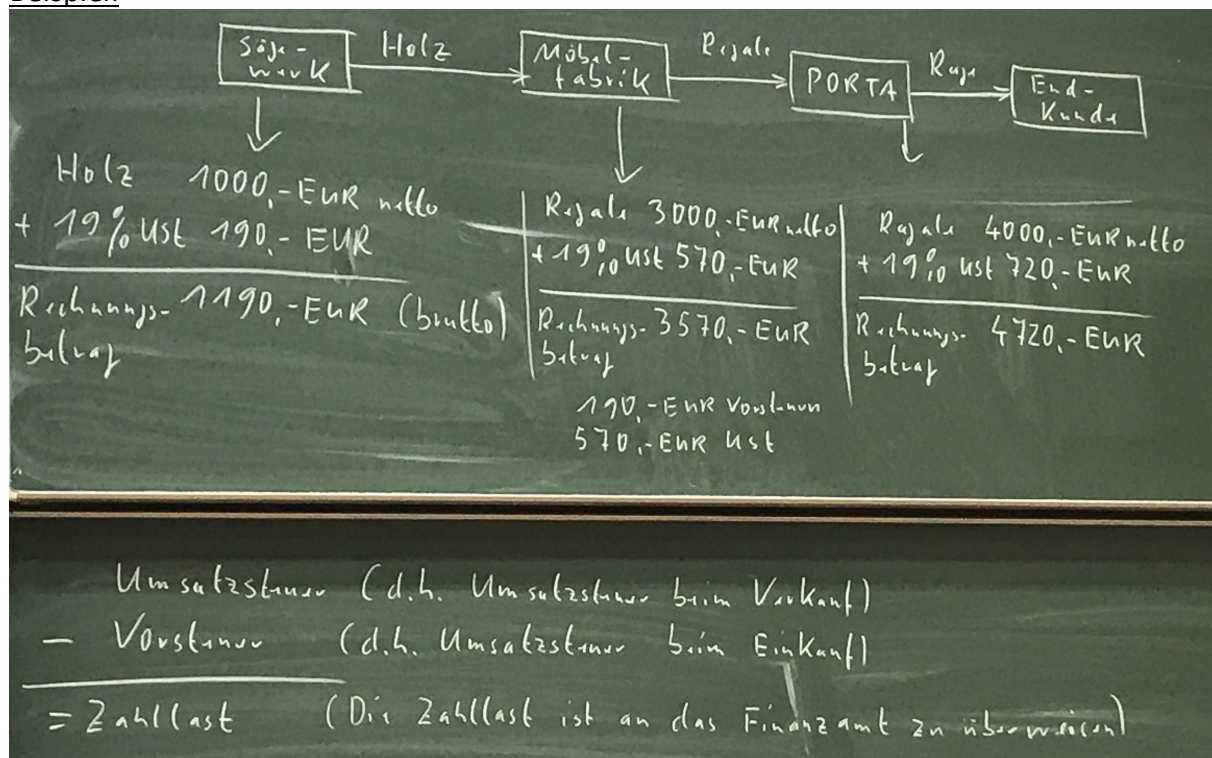 Beispiel:
Säge-
werk
Holz
Möbel-
fabrik
Regale
PORTA
Rega
End-
Kunde
Holz 1000,- EUR netto
+ 19% USt 190,- EUR
Rechnungs- 1190,- EUR (brutto)
betrag
Regale 3000,- EUR netto
+ 19% USt 570,- EUR
Rechnungs- 3570,- EUR
betrag
190,- EUR Vorsteuer
570,- EUR USt
Regale 4000,- EUR netto
+ 19% USt 720,- EUR
Rechnungs- 4720,- EUR
betrag
Umsatzsteuer (d.h. Umsatzsteuer beim Verkauf)
- Vorsteuer (d.h. Umsatzsteuer beim Einkauf)
= Zahllast (Die Zahllast ist an das Finanzamt zu überweisen)